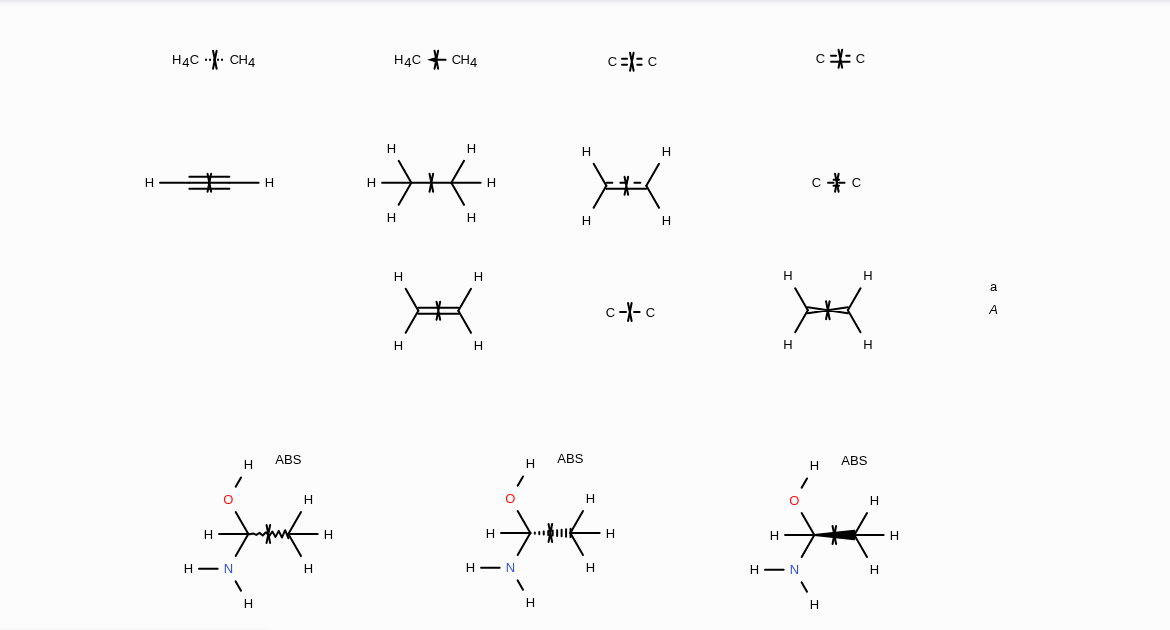 H4C CH4 H4C CH4 C C C C
H H
H H H H
H H H H C C
H H H H
H H H H
a
C C
A
H H H H
H ABS H ABS H ABS
O H O H O H
H H H H H H
H N H H N H H N H
H H H